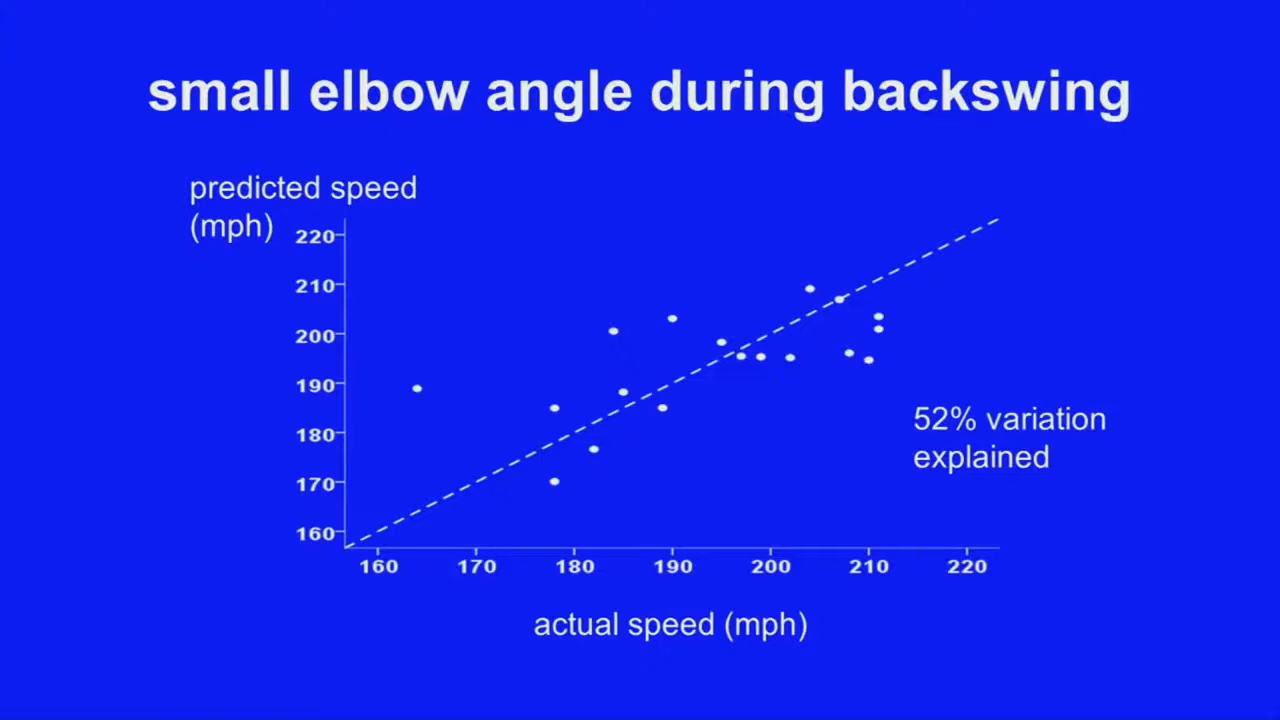 small elbow angle during backswing
predicted speed
(mph)
220
210
200
190
180
170
160
160 170 180 190 200 210 220
52% variation
explained
actual speed (mph)